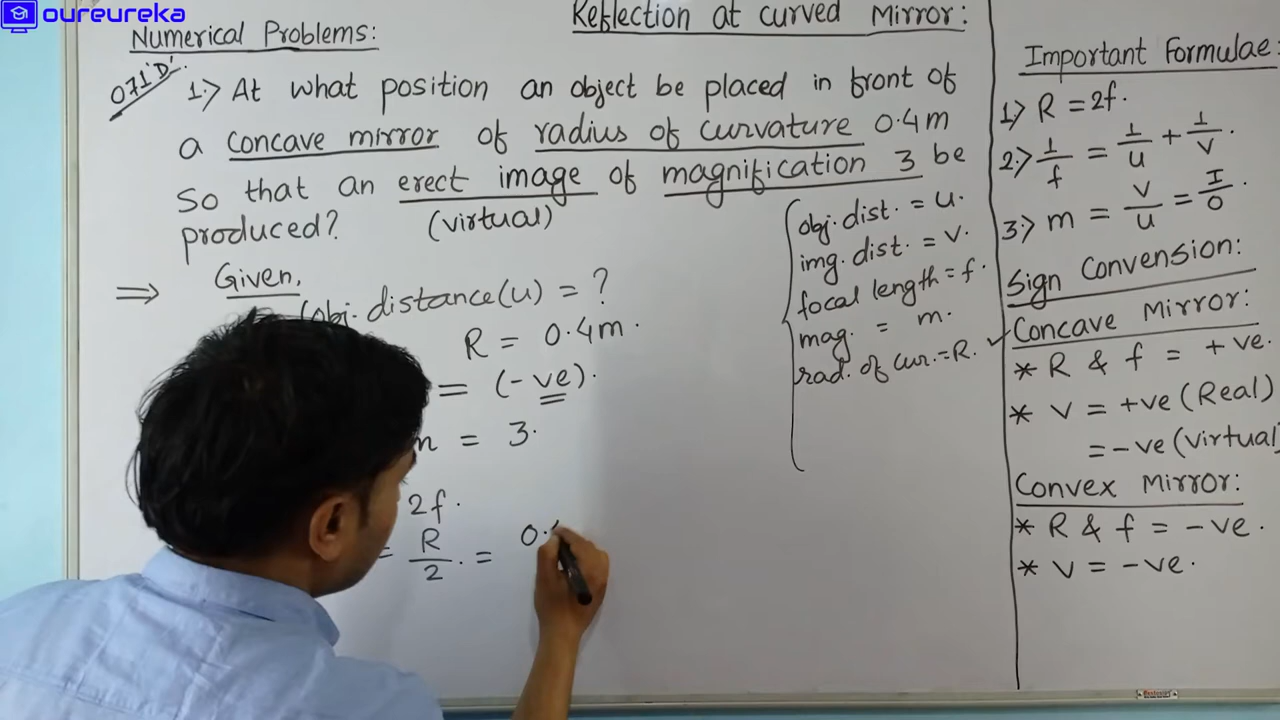 oureureka
Reflection at curved Mirror:
Numerical Problems:
071'D'.
1.> At what position an object be placed in front of
a concave mirror of radius of curvature 0.4m
so that an erect image of magnification 3 be
produced? (virtual)
⇒ Given,
obj. distance(u) = ?
R = 0.4m.
= (-ve).
m = 3.
2f.
= R/2 . = 0.4
obj. dist. = u.
img. dist. = v.
focal length = f.
mag. = m.
rad. of cur. = R.
Important Formulae:
1.> R = 2f.
2.> 1/f = 1/u + 1/v .
3.> m = v/u = I/O .
Sign Convension:
✓ Concave Mirror:
* R & f = +ve.
* v = +ve (Real)
= -ve (virtual)
Convex Mirror:
* R & f = -ve.
* v = -ve.